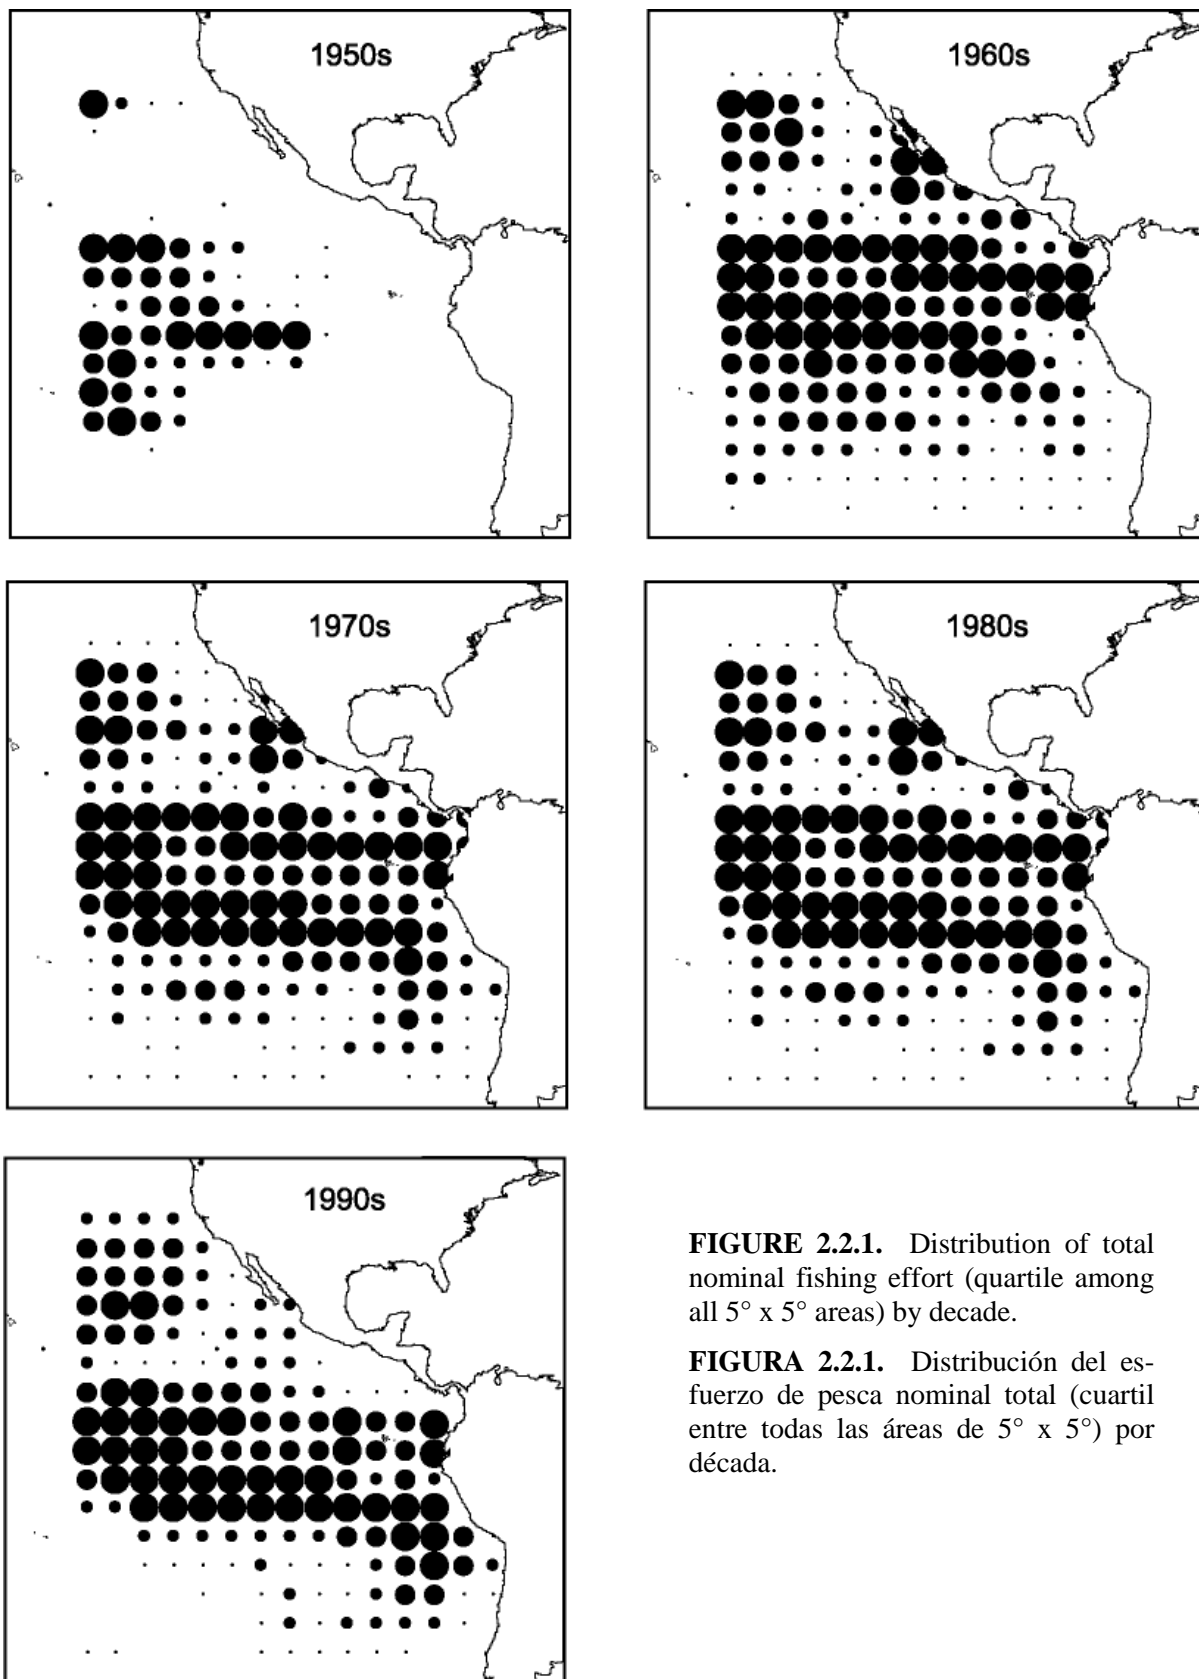 1950s
1960s
1970s
1980s
1990s
FIGURE 2.2.1. Distribution of total
nominal fishing effort (quartile among
all 5° x 5° areas) by decade.
FIGURA 2.2.1. Distribución del es-
fuerzo de pesca nominal total (cuartil
entre todas las áreas de 5° x 5°) por
década.